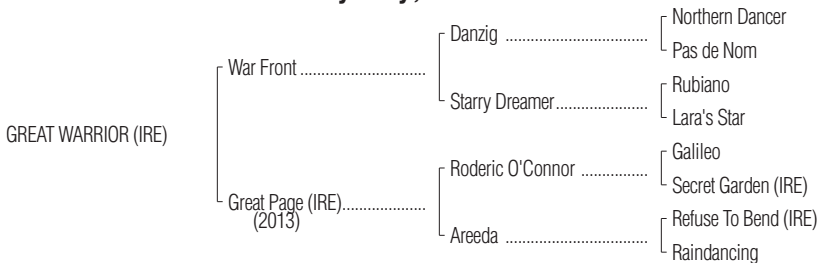 Northern Dancer
Danzig ..................................
Pas de Nom
War Front ..............................
Rubiano
Starry Dreamer......................
Lara's Star
GREAT WARRIOR (IRE)
Galileo
Roderic O'Connor ................
Secret Garden (IRE)
Great Page (IRE)....................
(2013)
Refuse To Bend (IRE)
Areeda ..................................
Raindancing